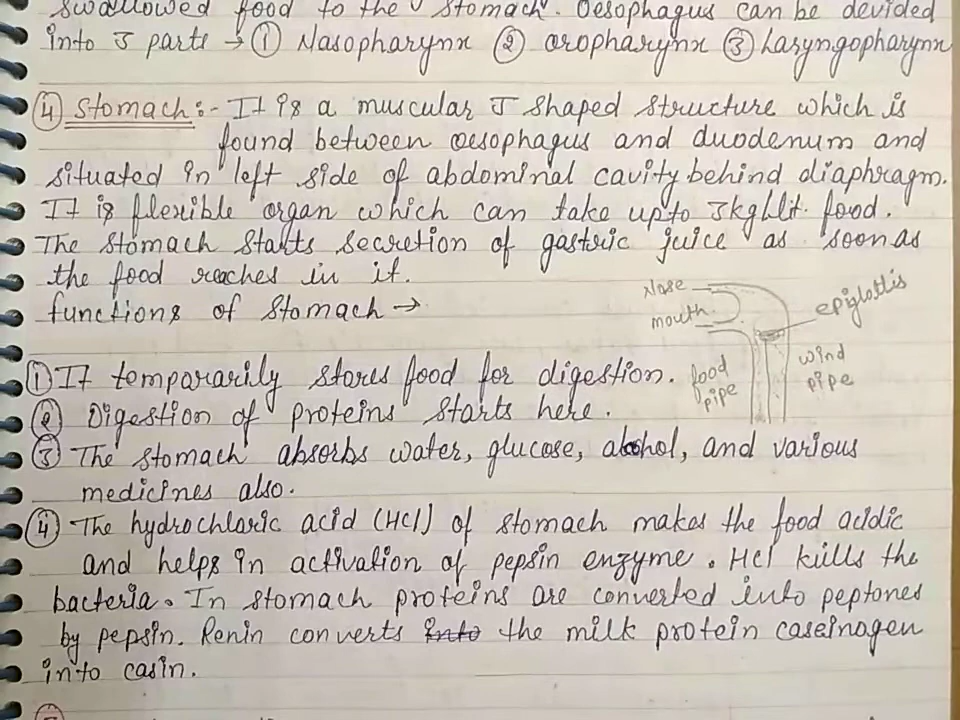 swallowed food to the stomach. Oesophagus can be devided
into 3 parts → ① Nasopharynx ② oropharynx ③ Laryngopharynx
④ Stomach :- It is a muscular J shaped structure which is
found between oesophagus and duodenum and
situated in left side of abdominal cavity behind diaphragm.
It is flexible organ which can take upto 3kg/lit. food.
The stomach starts secretion of gastric juice as soon as
the food reaches in it.
functions of stomach →
Nose
mouth
epiglottis
food pipe
wind pipe
① It tempararily stores food for digestion.
② Digestion of proteins starts here.
③ The stomach absorbs water, glucose, alcohol, and various
medicines also.
④ The hydrochloric acid (HCl) of stomach makes the food acidic
and helps in activation of pepsin enzyme. HCl kills the
bacteria. In stomach proteins are converted into peptones
by pepsin. Renin converts into the milk protein caseinogen
into casin.